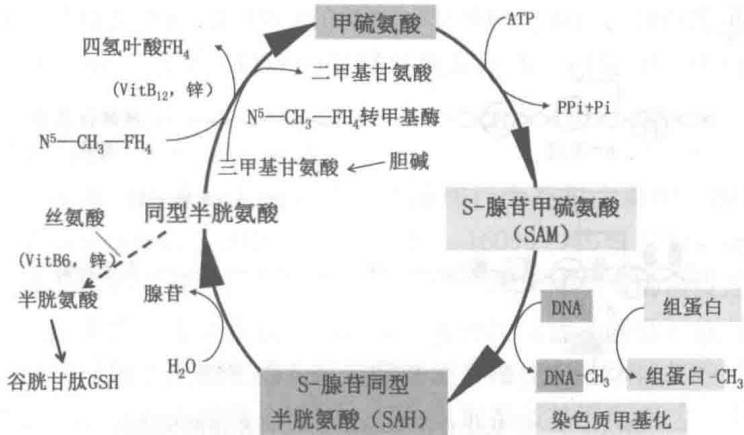 甲硫氨酸
ATP
四氢叶酸FH₄
二甲基甘氨酸
(VitB₁₂，锌)
PPi+Pi
N⁵—CH₃—FH₄转甲基酶
N⁵—CH₃—FH₄
三甲基甘氨酸
胆碱
丝氨酸
同型半胱氨酸
S-腺苷甲硫氨酸
(SAM)
(VitB6，锌)
半胱氨酸
腺苷
DNA
组蛋白
H₂O
谷胱甘肽GSH
S-腺苷同型
半胱氨酸（SAH）
DNA-CH₃
组蛋白-CH₃
染色质甲基化